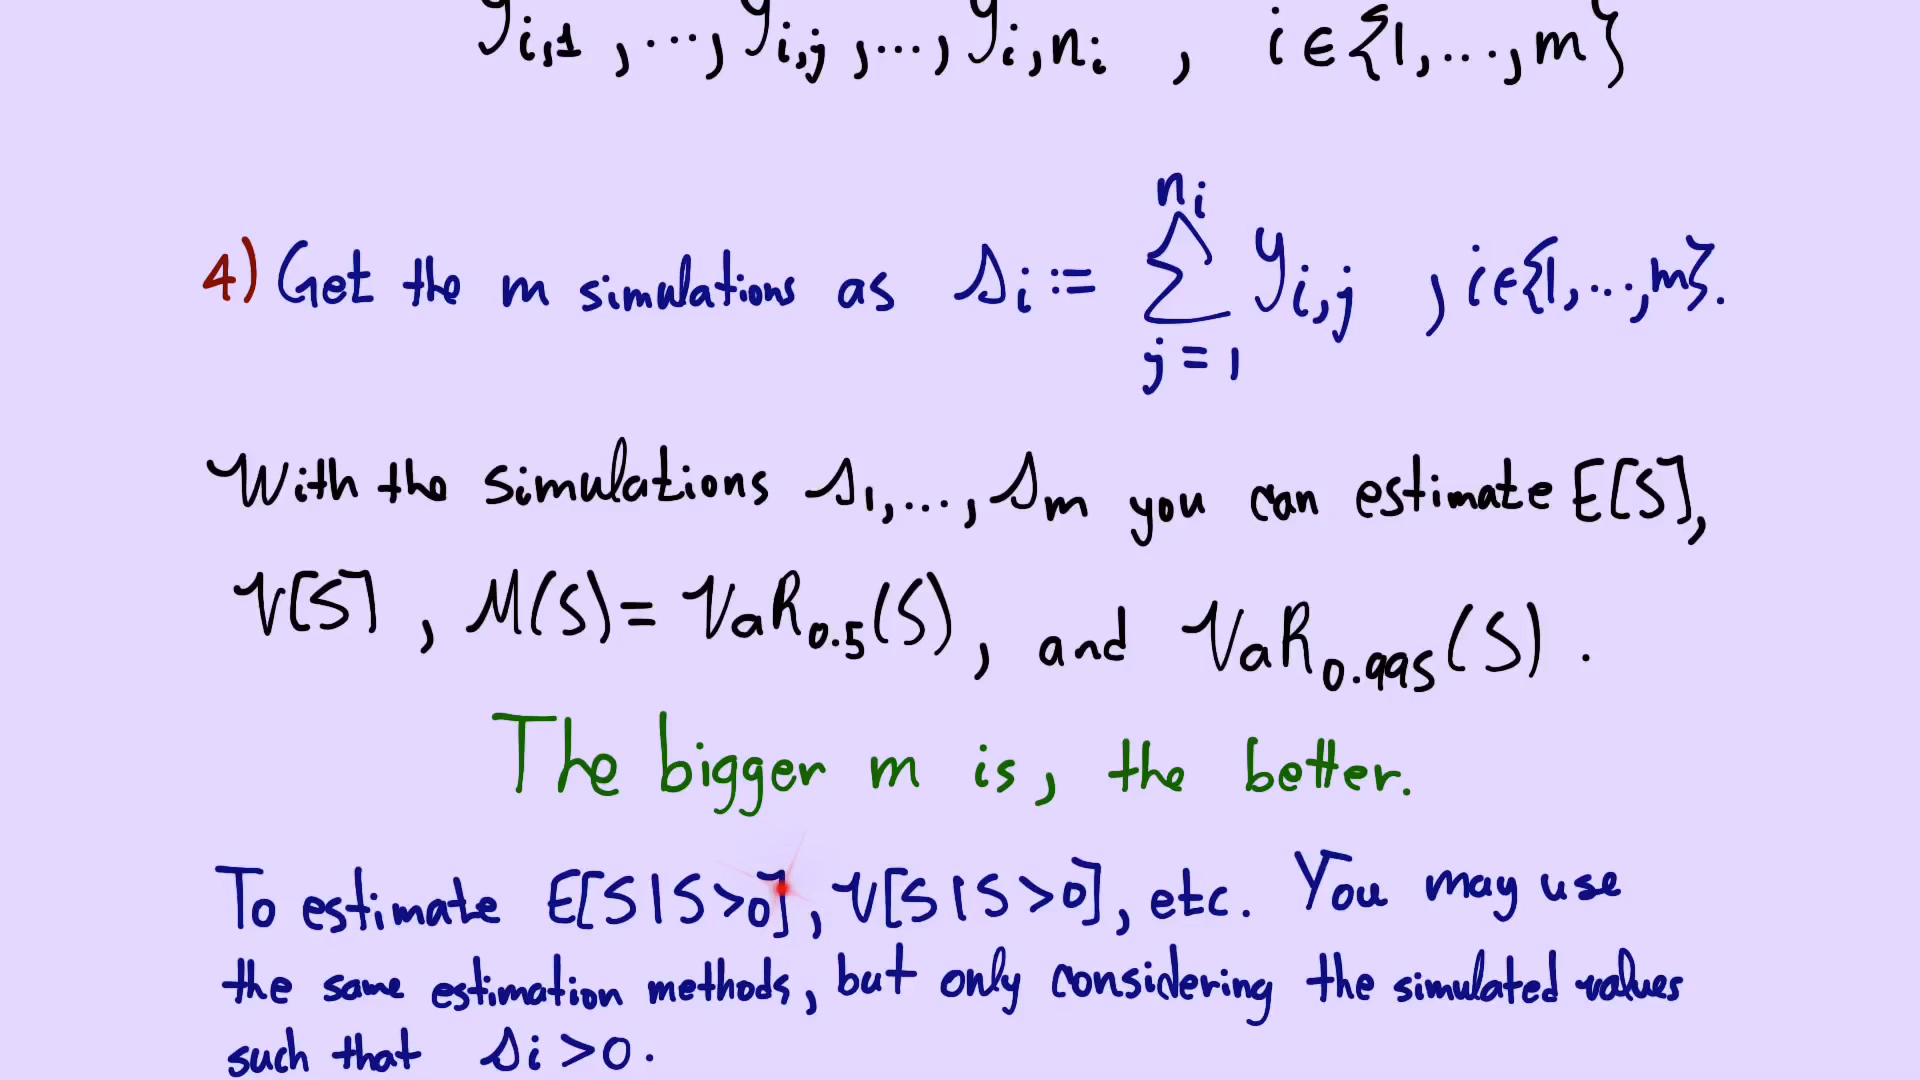 y_{i,1} , ..., y_{i,j} , ..., y_{i,n_i} , i ∈ {1, ..., m}
4) Get the m simulations as s_i := \sum_{j=1}^{n_i} y_{i,j} , i ∈ {1, ..., m}.
With the simulations s_1, ..., s_m you can estimate E[S],
V[S] , M(S) = VaR_{0.5}(S) , and VaR_{0.995}(S) .
The bigger m is, the better.
To estimate E[S|S>0], V[S|S>0], etc. You may use
the same estimation methods, but only considering the simulated values
such that s_i > 0.